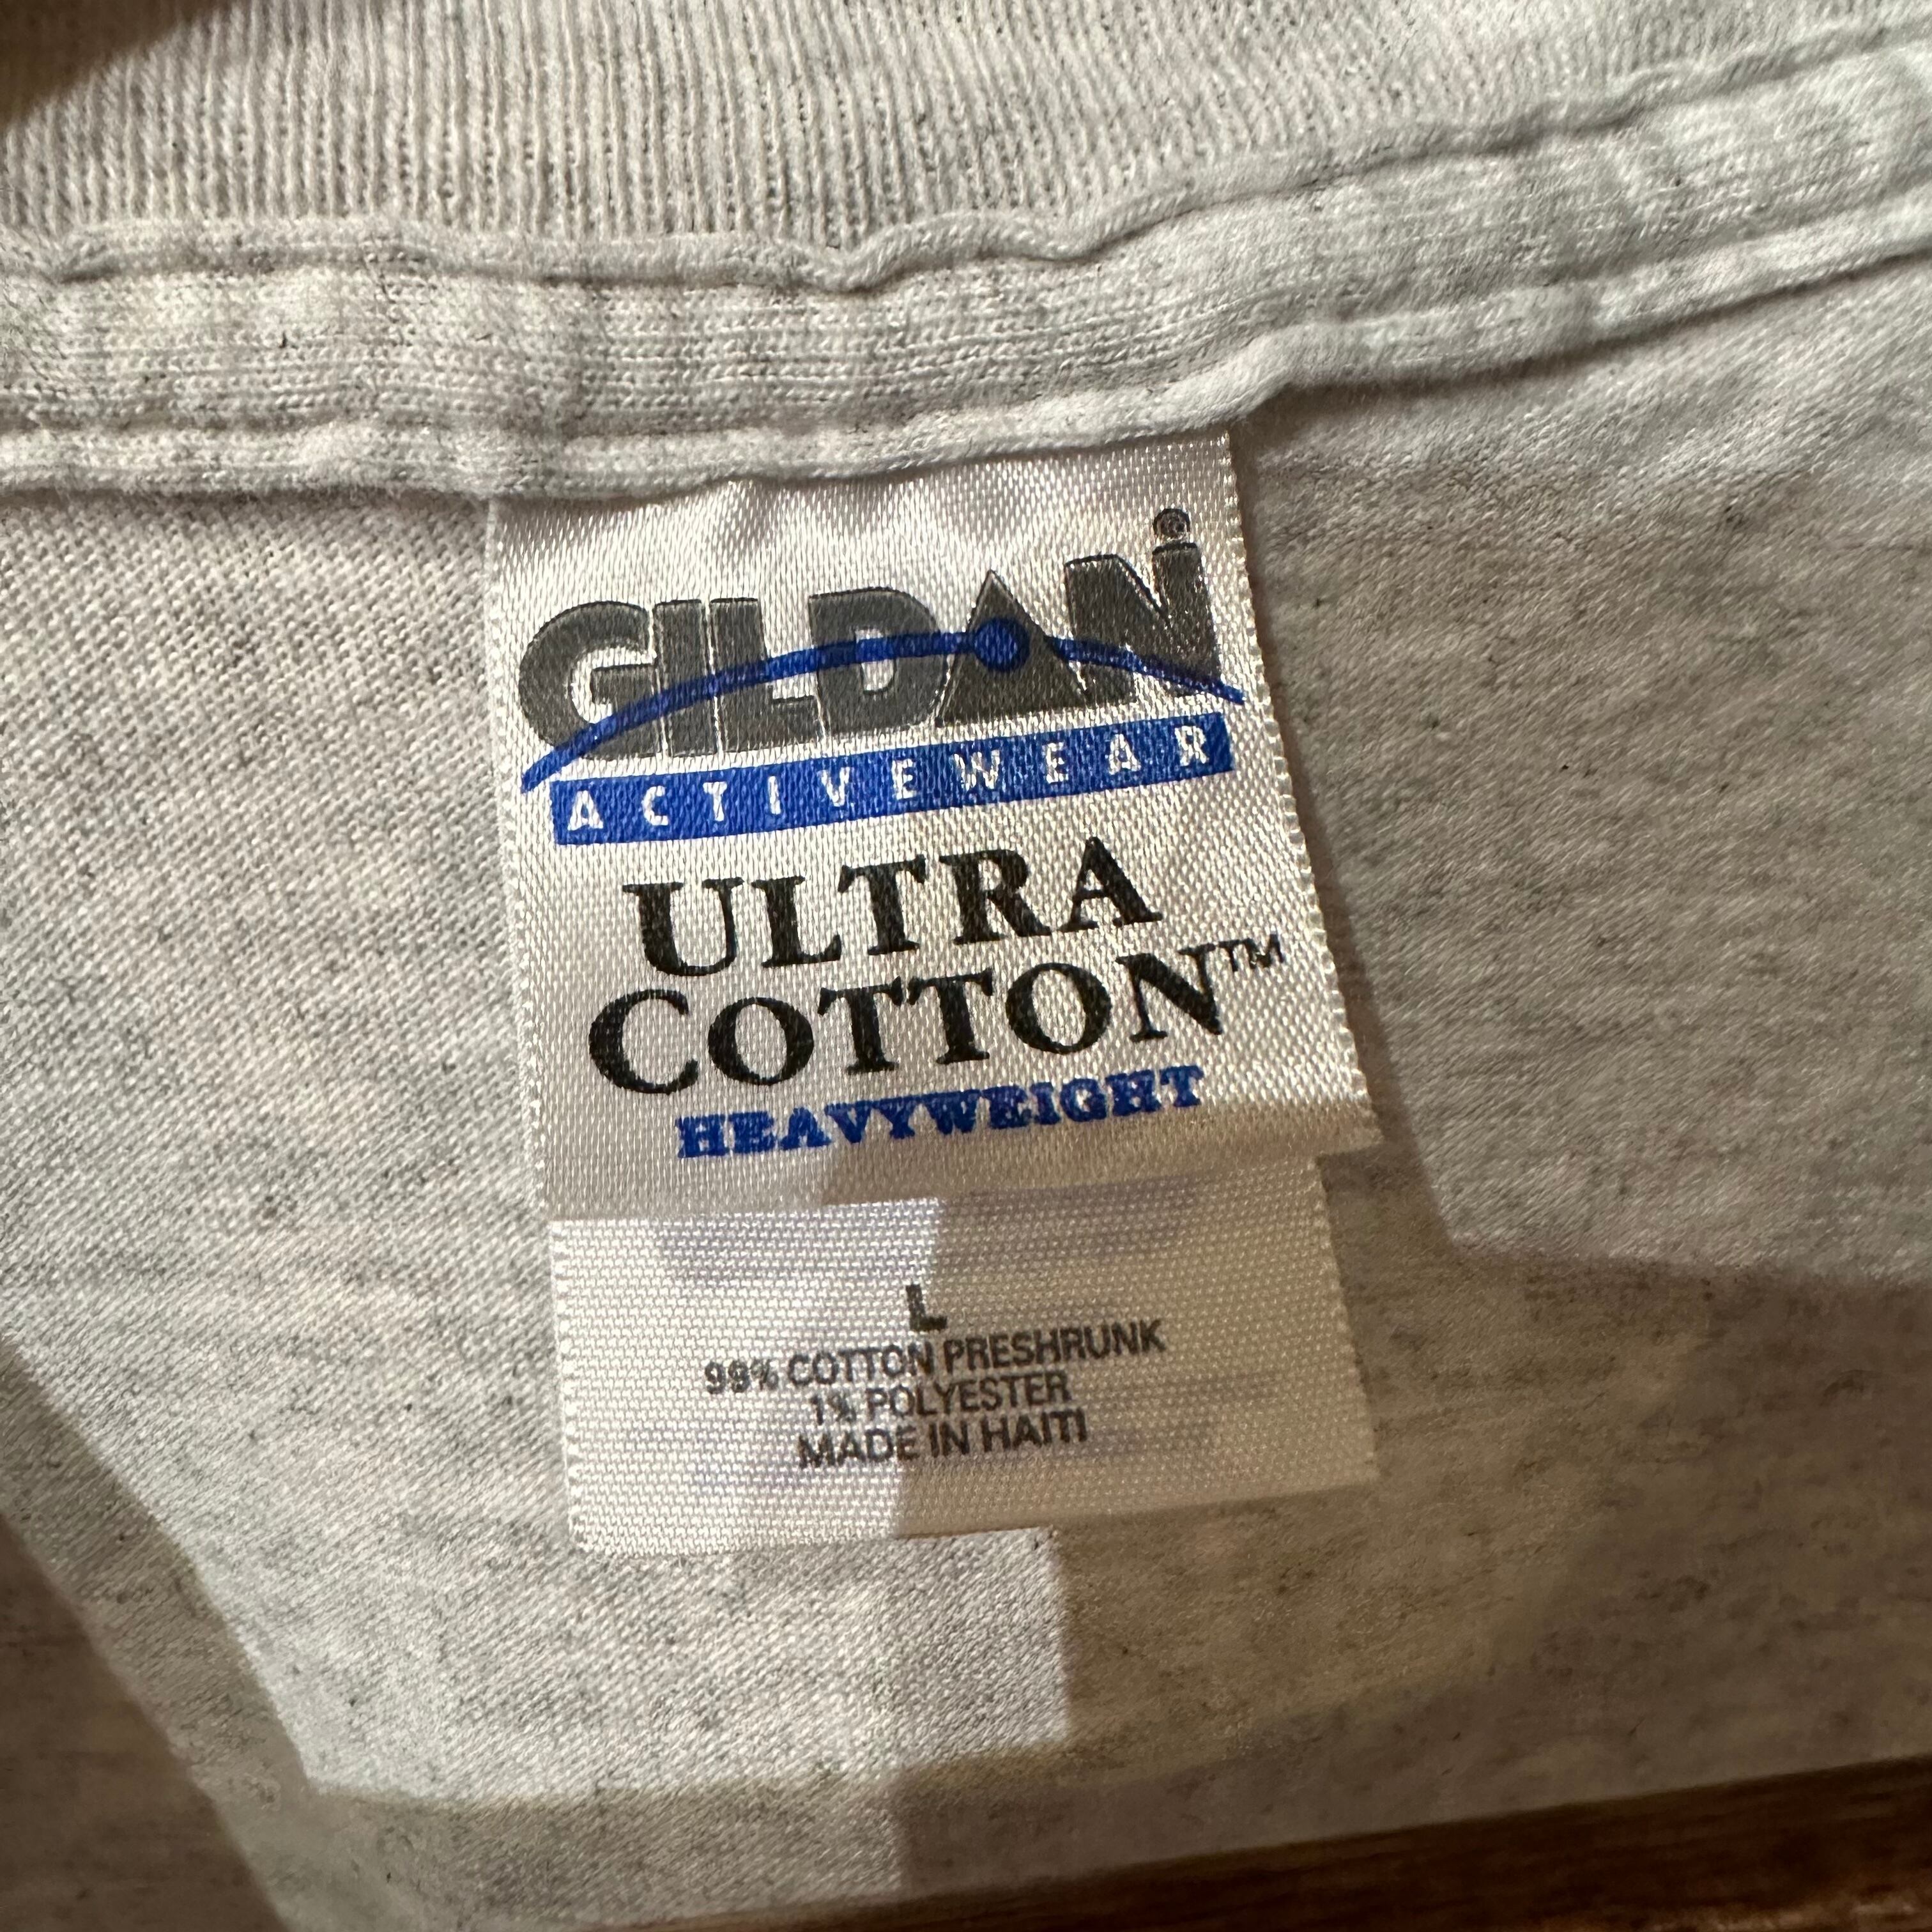 GILDAN®
ACTIVEWEAR
ULTRA
COTTON™
HEAVYWEIGHT
L
99% COTTON PRESHRUNK
1% POLYESTER
MADE IN HAITI